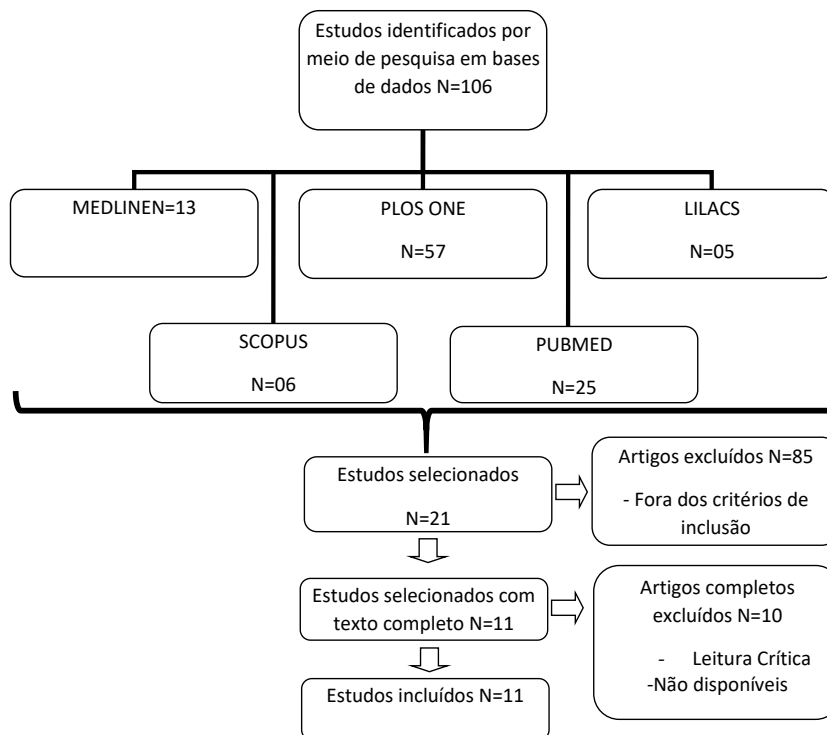 Estudos identificados por
meio de pesquisa em bases
de dados N=106
MEDLINEN=13
PLOS ONE
N=57
LILACS
N=05
SCOPUS
N=06
PUBMED
N=25
Estudos selecionados
N=21
Artigos excluídos N=85
- Fora dos critérios de
inclusão
Estudos selecionados com
texto completo N=11
Artigos completos
excluídos N=10
- Leitura Crítica
-Não disponíveis
Estudos incluídos N=11